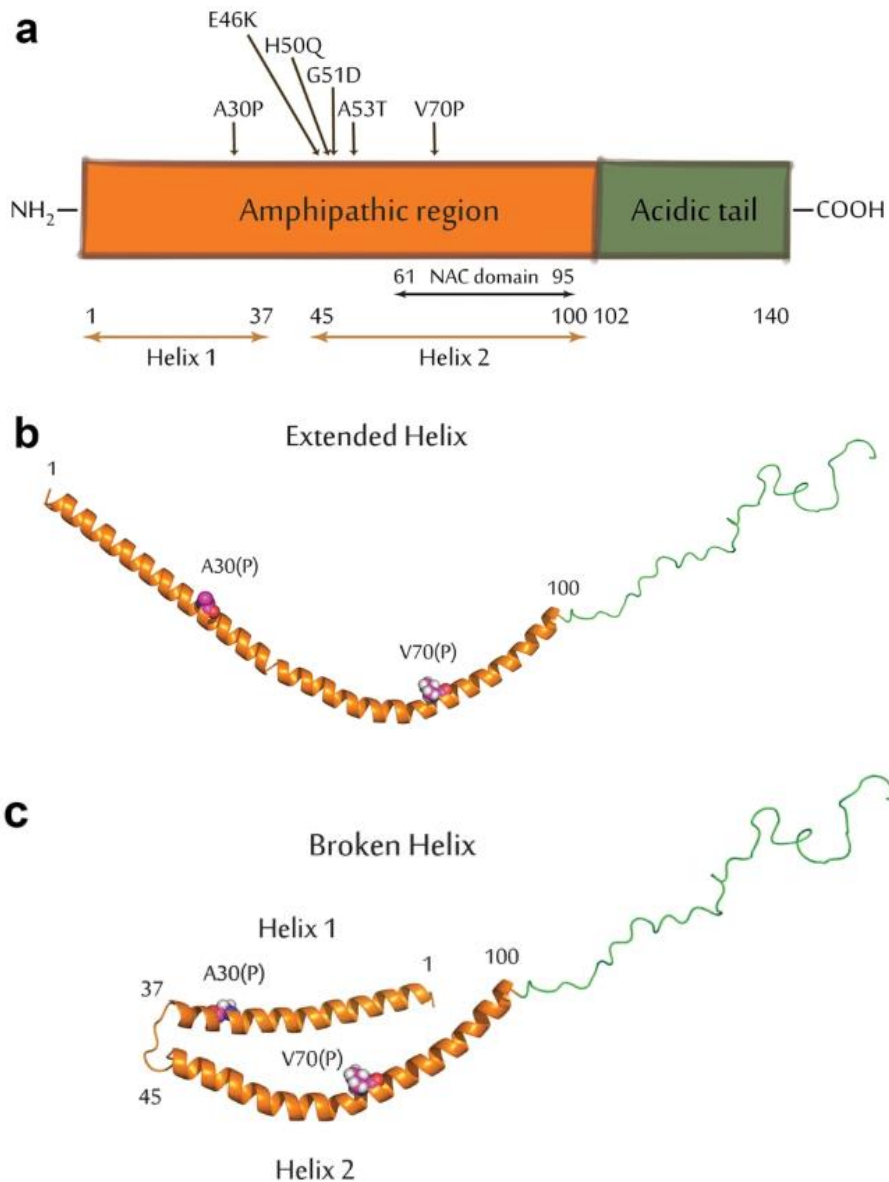 a
E46K
H50Q
G51D
A30P A53T V70P
NH2 Amphipathic region Acidic tail COOH
61 NAC domain 95
1 37 45 100 102 140
Helix 1 Helix 2
b
Extended Helix
1
A30(P)
100
V70(P)
c
Broken Helix
Helix 1
A30(P) 1 100
37
V70(P)
45
Helix 2